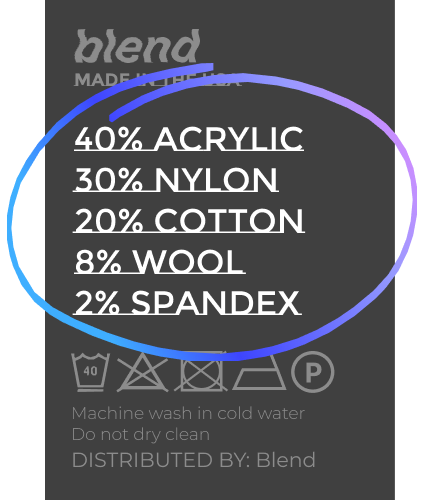 blend
MADE IN THE USA
40% ACRYLIC
30% NYLON
20% COTTON
8% WOOL
2% SPANDEX
40 P
Machine wash in cold water
Do not dry clean
DISTRIBUTED BY: Blend